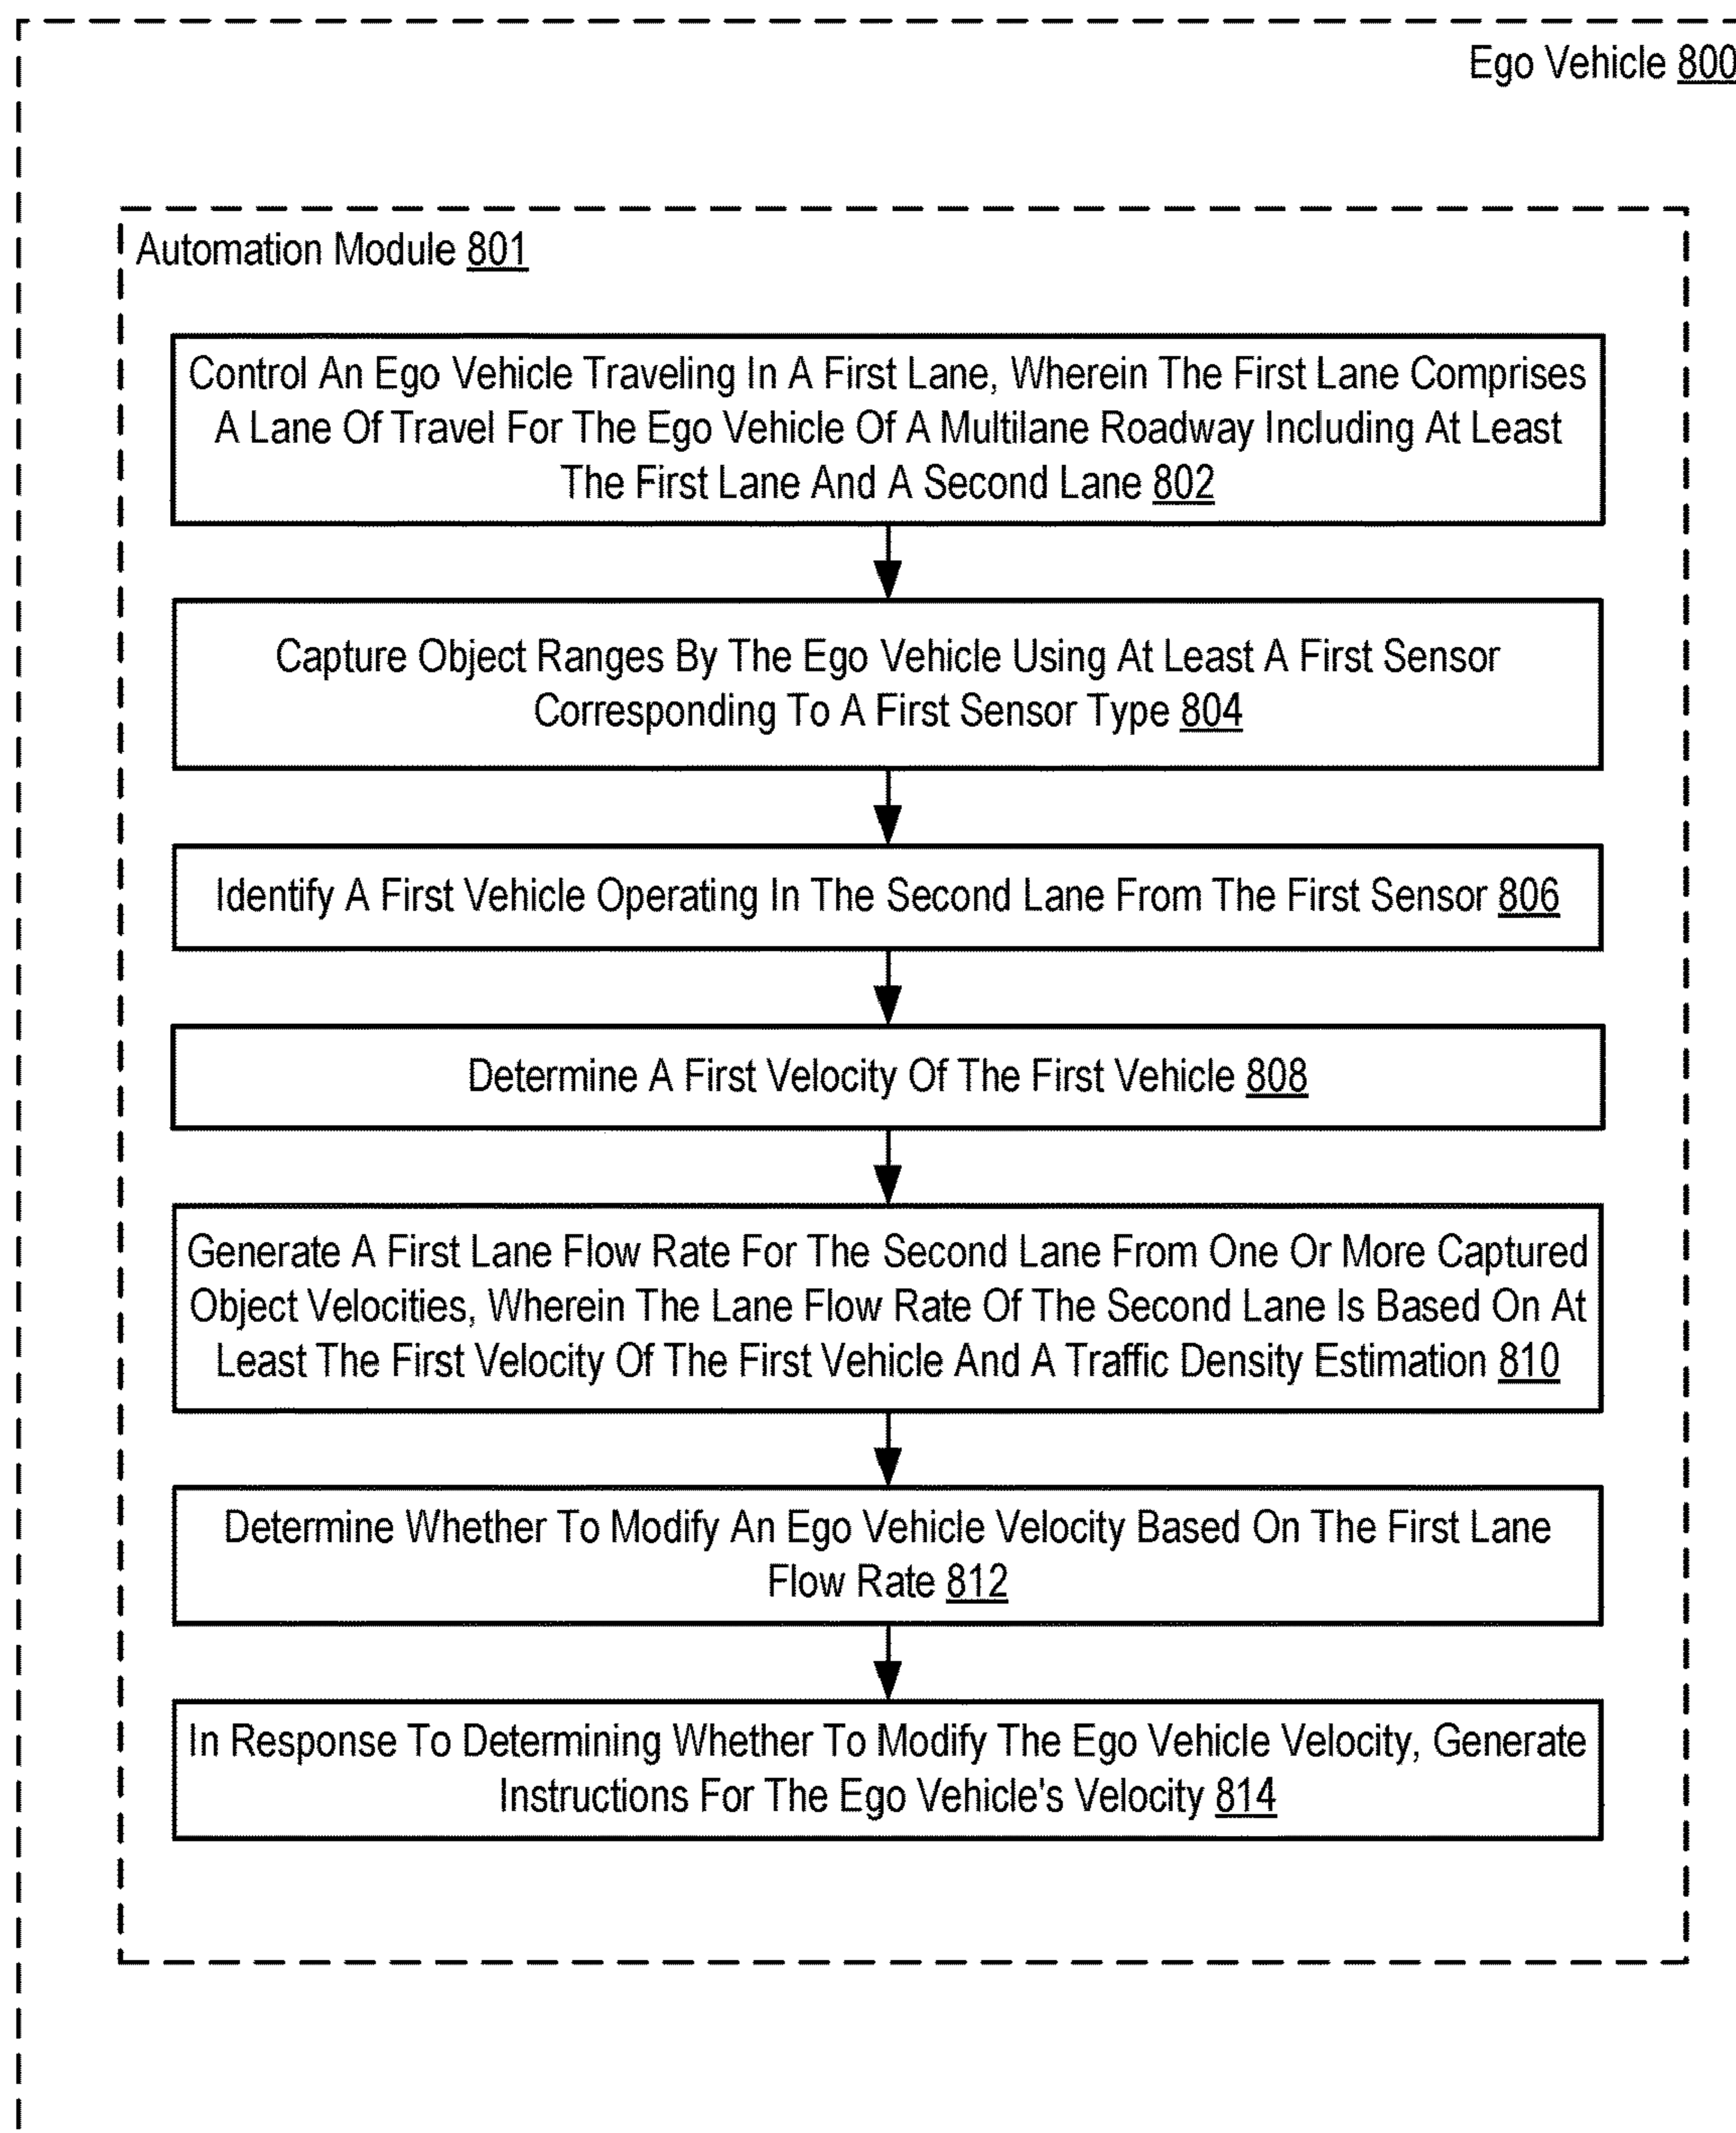 Ego Vehicle 800
Automation Module 801
Control An Ego Vehicle Traveling In A First Lane, Wherein The First Lane Comprises
A Lane Of Travel For The Ego Vehicle Of A Multilane Roadway Including At Least
The First Lane And A Second Lane 802
Capture Object Ranges By The Ego Vehicle Using At Least A First Sensor
Corresponding To A First Sensor Type 804
Identify A First Vehicle Operating In The Second Lane From The First Sensor 806
Determine A First Velocity Of The First Vehicle 808
Generate A First Lane Flow Rate For The Second Lane From One Or More Captured
Object Velocities, Wherein The Lane Flow Rate Of The Second Lane Is Based On At
Least The First Velocity Of The First Vehicle And A Traffic Density Estimation 810
Determine Whether To Modify An Ego Vehicle Velocity Based On The First Lane
Flow Rate 812
In Response To Determining Whether To Modify The Ego Vehicle Velocity, Generate
Instructions For The Ego Vehicle's Velocity 814